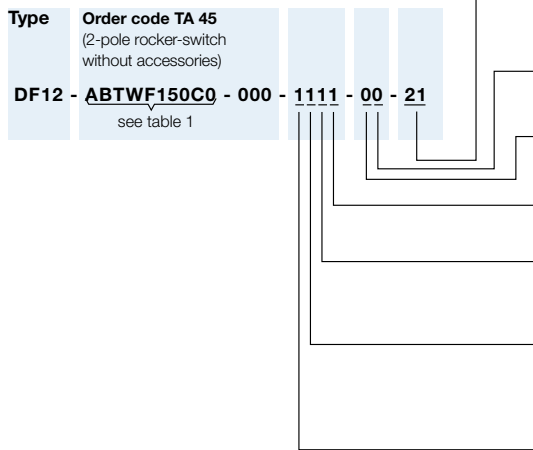 Type
Order code TA 45
(2-pole rocker-switch
without accessories)
DF12 - ABTWF150C0 - 000 - 1111 - 00 - 21
see table 1